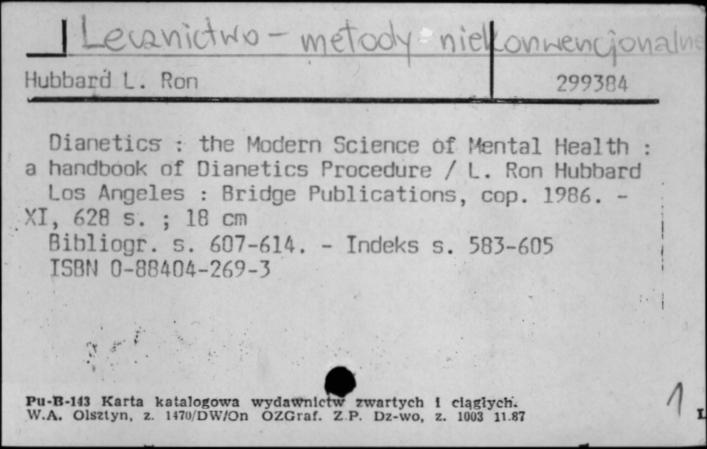 Lecznictwo - metody niekonwencjonalne
Hubbard L. Ron 299384
Dianetics : the Modern Science of Mental Health :
a handbook of Dianetics Procedure / L. Ron Hubbard
Los Angeles : Bridge Publications, cop. 1986. -
XI, 628 s. ; 18 cm
Bibliogr. s. 607-614. - Indeks s. 583-605
ISBN 0-88404-269-3
Pu-B-143 Karta katalogowa wydawnictw zwartych i ciągłych.
W.A. Olsztyn, z. 1470/DW/On OZGraf. Z.P. Dz-wo, z. 1003 11.87
1